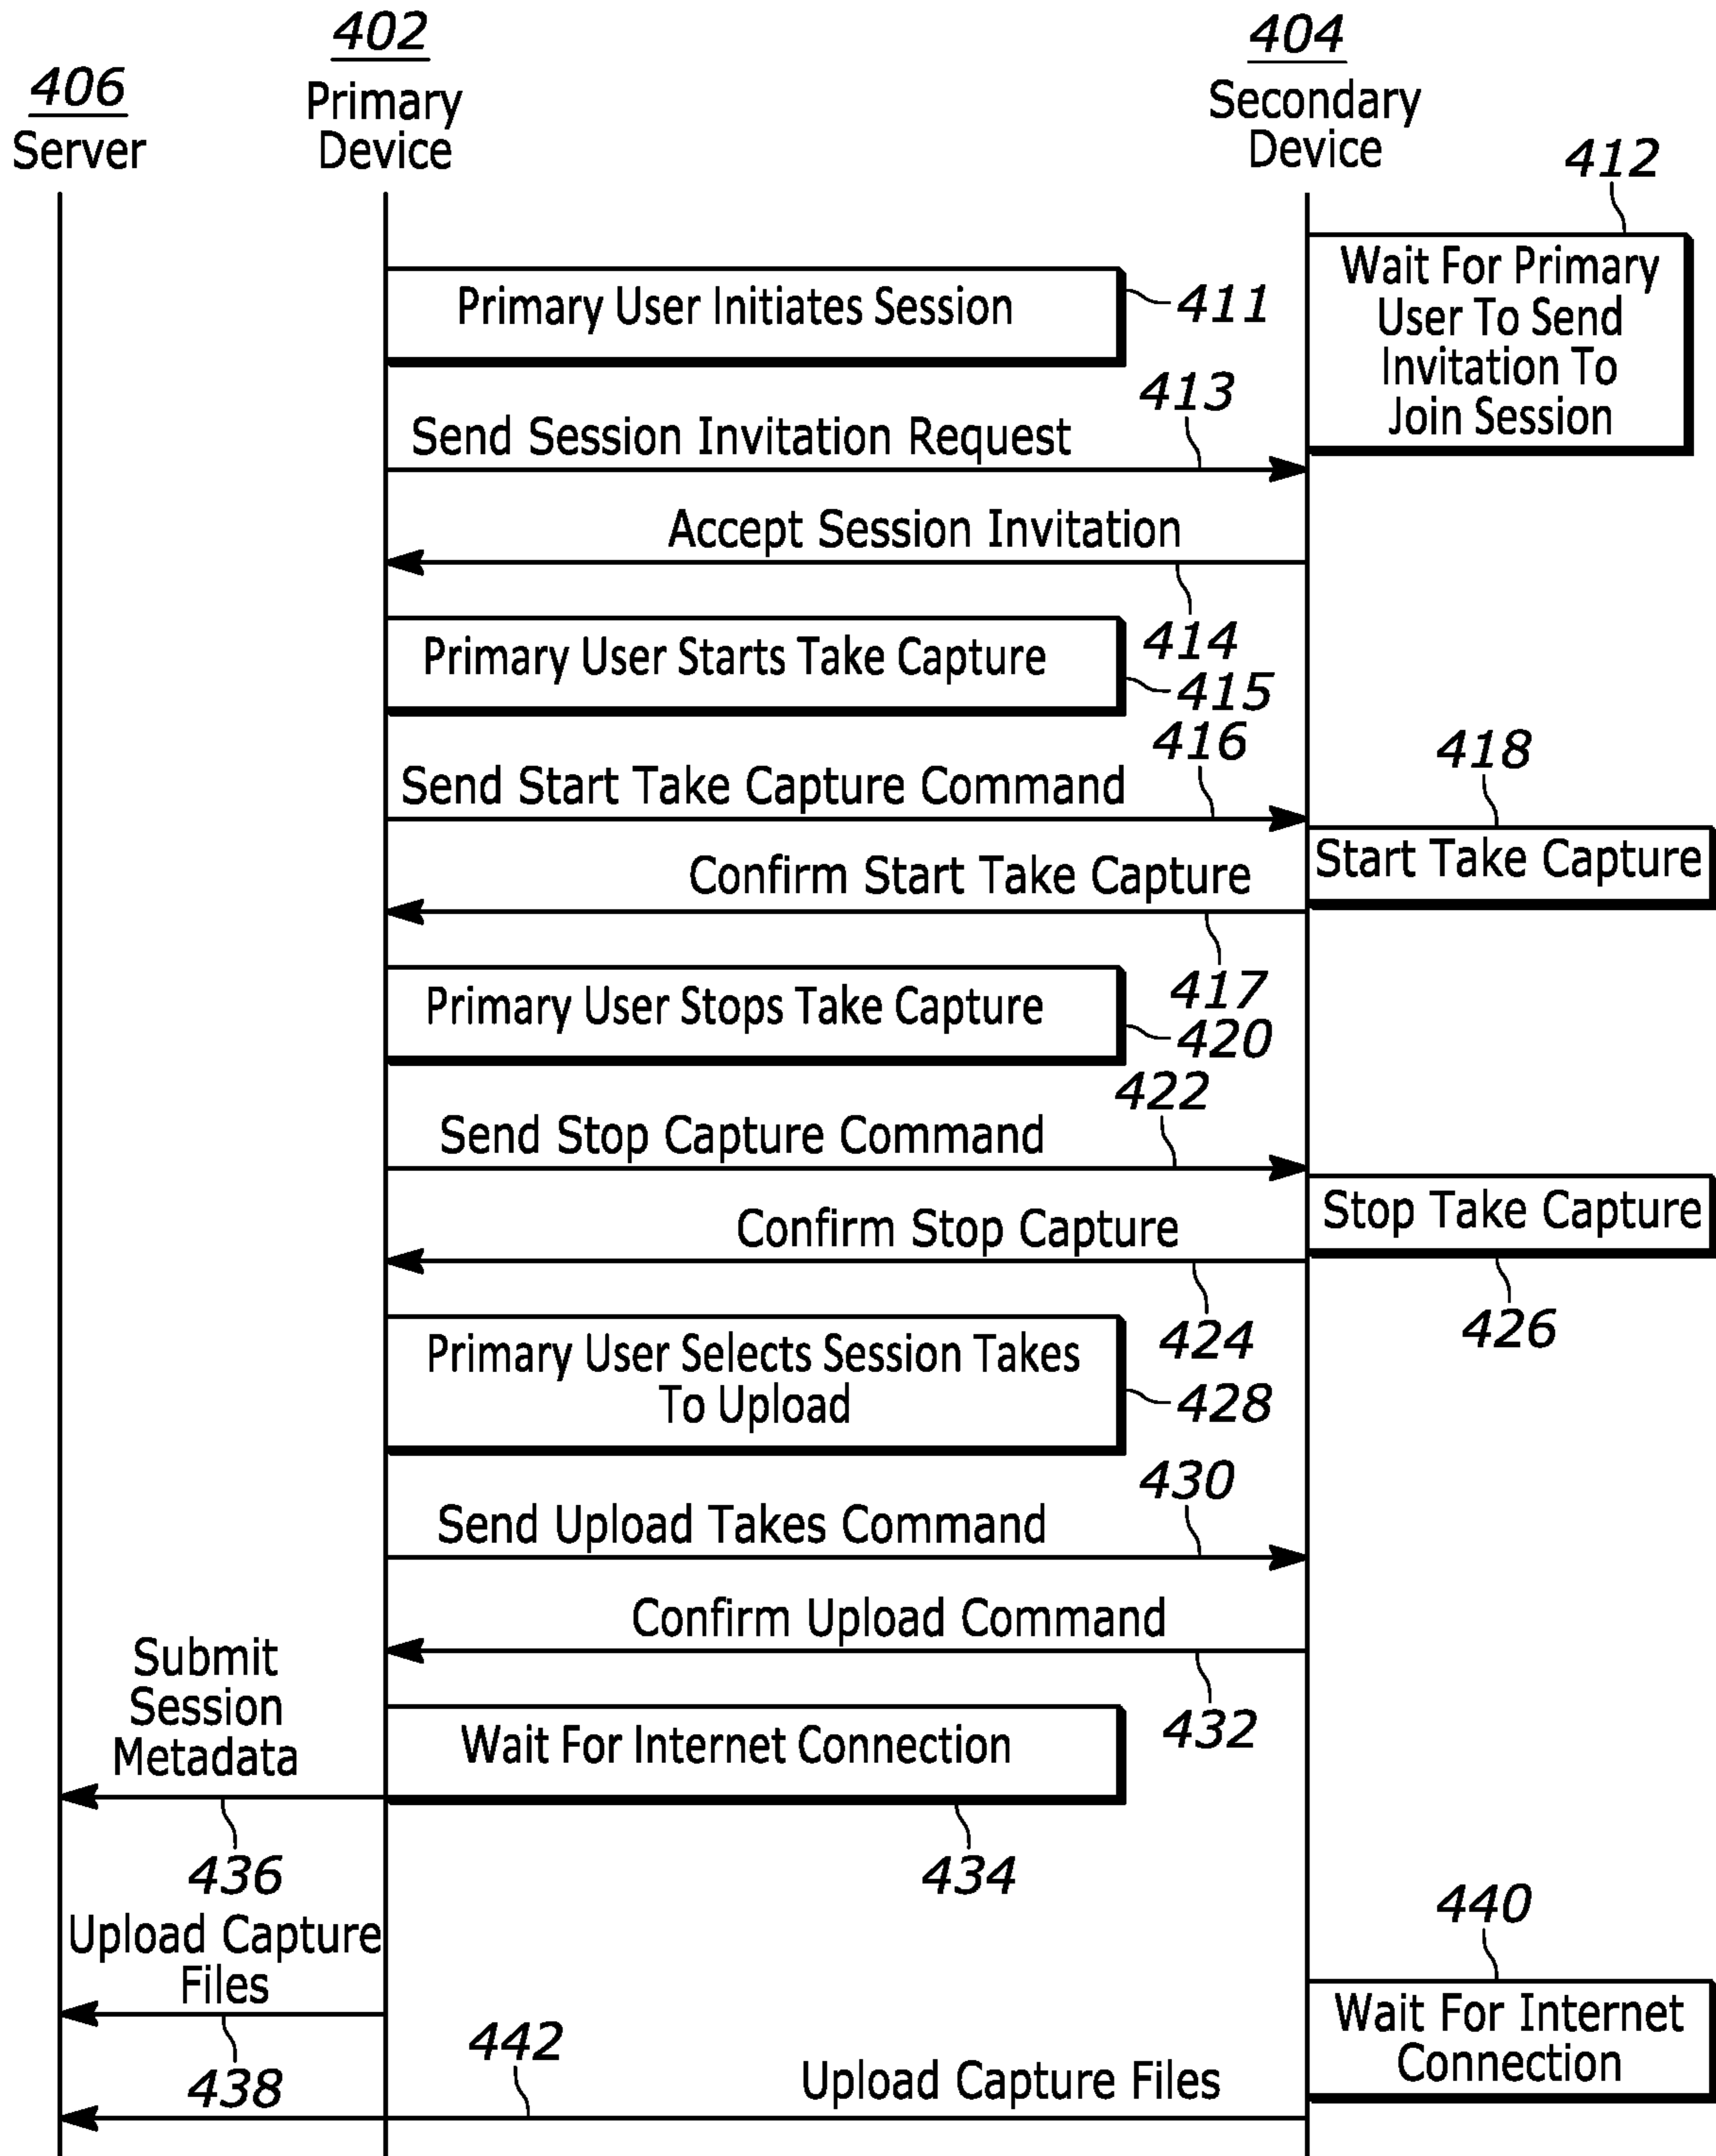 402
404
406
Primary
Device
Secondary
Device
Server
412
Wait For Primary
User To Send
Invitation To
Join Session
Primary User Initiates Session
411
413
Send Session Invitation Request
Accept Session Invitation
414
Primary User Starts Take Capture
415
416
Send Start Take Capture Command
418
Start Take Capture
Confirm Start Take Capture
417
Primary User Stops Take Capture
420
422
Send Stop Capture Command
Stop Take Capture
Confirm Stop Capture
424
426
Primary User Selects Session Takes
To Upload
428
430
Send Upload Takes Command
Confirm Upload Command
432
Submit
Session
Metadata
Wait For Internet Connection
436
434
440
Upload Capture
Files
Wait For Internet
Connection
438
442
Upload Capture Files